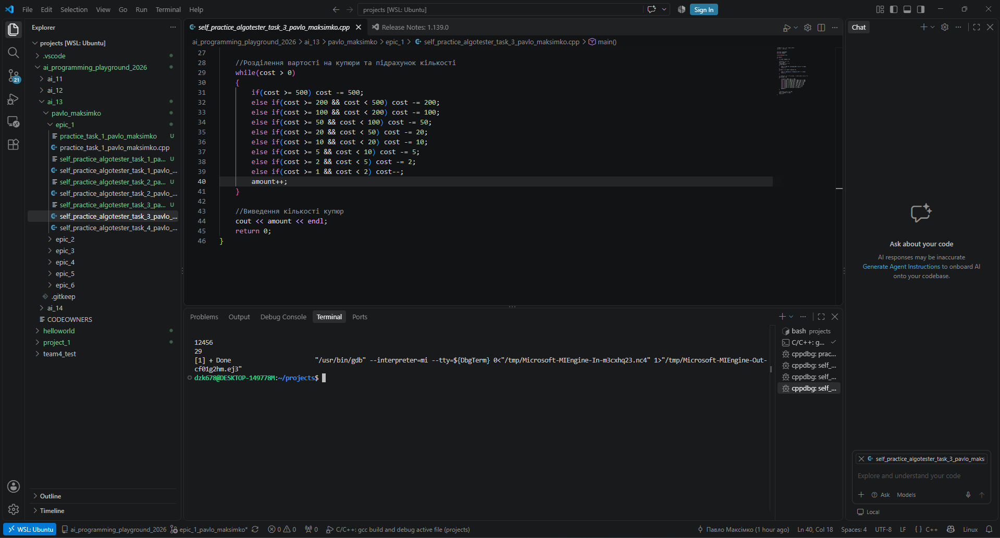 File Edit Selection View Go Run Terminal Help
projects [WSL: Ubuntu]
Sign In
Explorer
projects [WSL: Ubuntu]
.vscode
ai_programming_playground_2026
ai_11
ai_12
ai_13
pavlo_maksimko
epic_1
practice_task_1_pavlo_maksimko U
practice_task_1_pavlo_maksimko.cpp
self_practice_algotester_task_1_pa... U
self_practice_algotester_task_1_pavlo_...
self_practice_algotester_task_2_pa... U
self_practice_algotester_task_2_pavlo_...
self_practice_algotester_task_3_pa... U
self_practice_algotester_task_3_pavlo_...
self_practice_algotester_task_4_pavlo_...
epic_2
epic_3
epic_4
epic_5
epic_6
.gitkeep
ai_14
CODEOWNERS
helloworld
project_1
team4_test
Outline
Timeline
21
self_practice_algotester_task_3_pavlo_maksimko.cpp
Release Notes: 1.139.0
ai_programming_playground_2026 > ai_13 > pavlo_maksimko > epic_1 > self_practice_algotester_task_3_pavlo_maksimko.cpp > main()
27
28 //Розділення вартості на купюри та підрахунок кількості
29 while(cost > 0)
30 {
31 if(cost >= 500) cost -= 500;
32 else if(cost >= 200 && cost < 500) cost -= 200;
33 else if(cost >= 100 && cost < 200) cost -= 100;
34 else if(cost >= 50 && cost < 100) cost -= 50;
35 else if(cost >= 20 && cost < 50) cost -= 20;
36 else if(cost >= 10 && cost < 20) cost -= 10;
37 else if(cost >= 5 && cost < 10) cost -= 5;
38 else if(cost >= 2 && cost < 5) cost -= 2;
39 else if(cost >= 1 && cost < 2) cost--;
40 amount++;
41 }
42
43 //Виведення кількості купюр
44 cout << amount << endl;
45 return 0;
46 }
Problems Output Debug Console Terminal Ports
12456
29
[1] + Done "/usr/bin/gdb" --interpreter=mi --tty=${DbgTerm} 0<"/tmp/Microsoft-MIEngine-In-m3cxhq23.nc4" 1>"/tmp/Microsoft-MIEngine-Out-
cf01g2hm.ej3"
dzk678@DESKTOP-149778M:~/projects$
bash projects
C/C++: g...
cppdbg: prac...
cppdbg: self_...
cppdbg: self_...
cppdbg: self_...
Chat
Ask about your code
AI responses may be inaccurate
Generate Agent Instructions to onboard AI
onto your codebase.
self_practice_algotester_task_3_pavlo_maks
Explore and understand your code
Ask Models
Local
WSL: Ubuntu ai_programming_playground_2026 epic_1_pavlo_maksimko* 0 0 0 C/C++: gcc build and debug active file (projects) Павло Максімко (1 hour ago) Ln 40, Col 18 Spaces: 4 UTF-8 LF {} C++ Linux